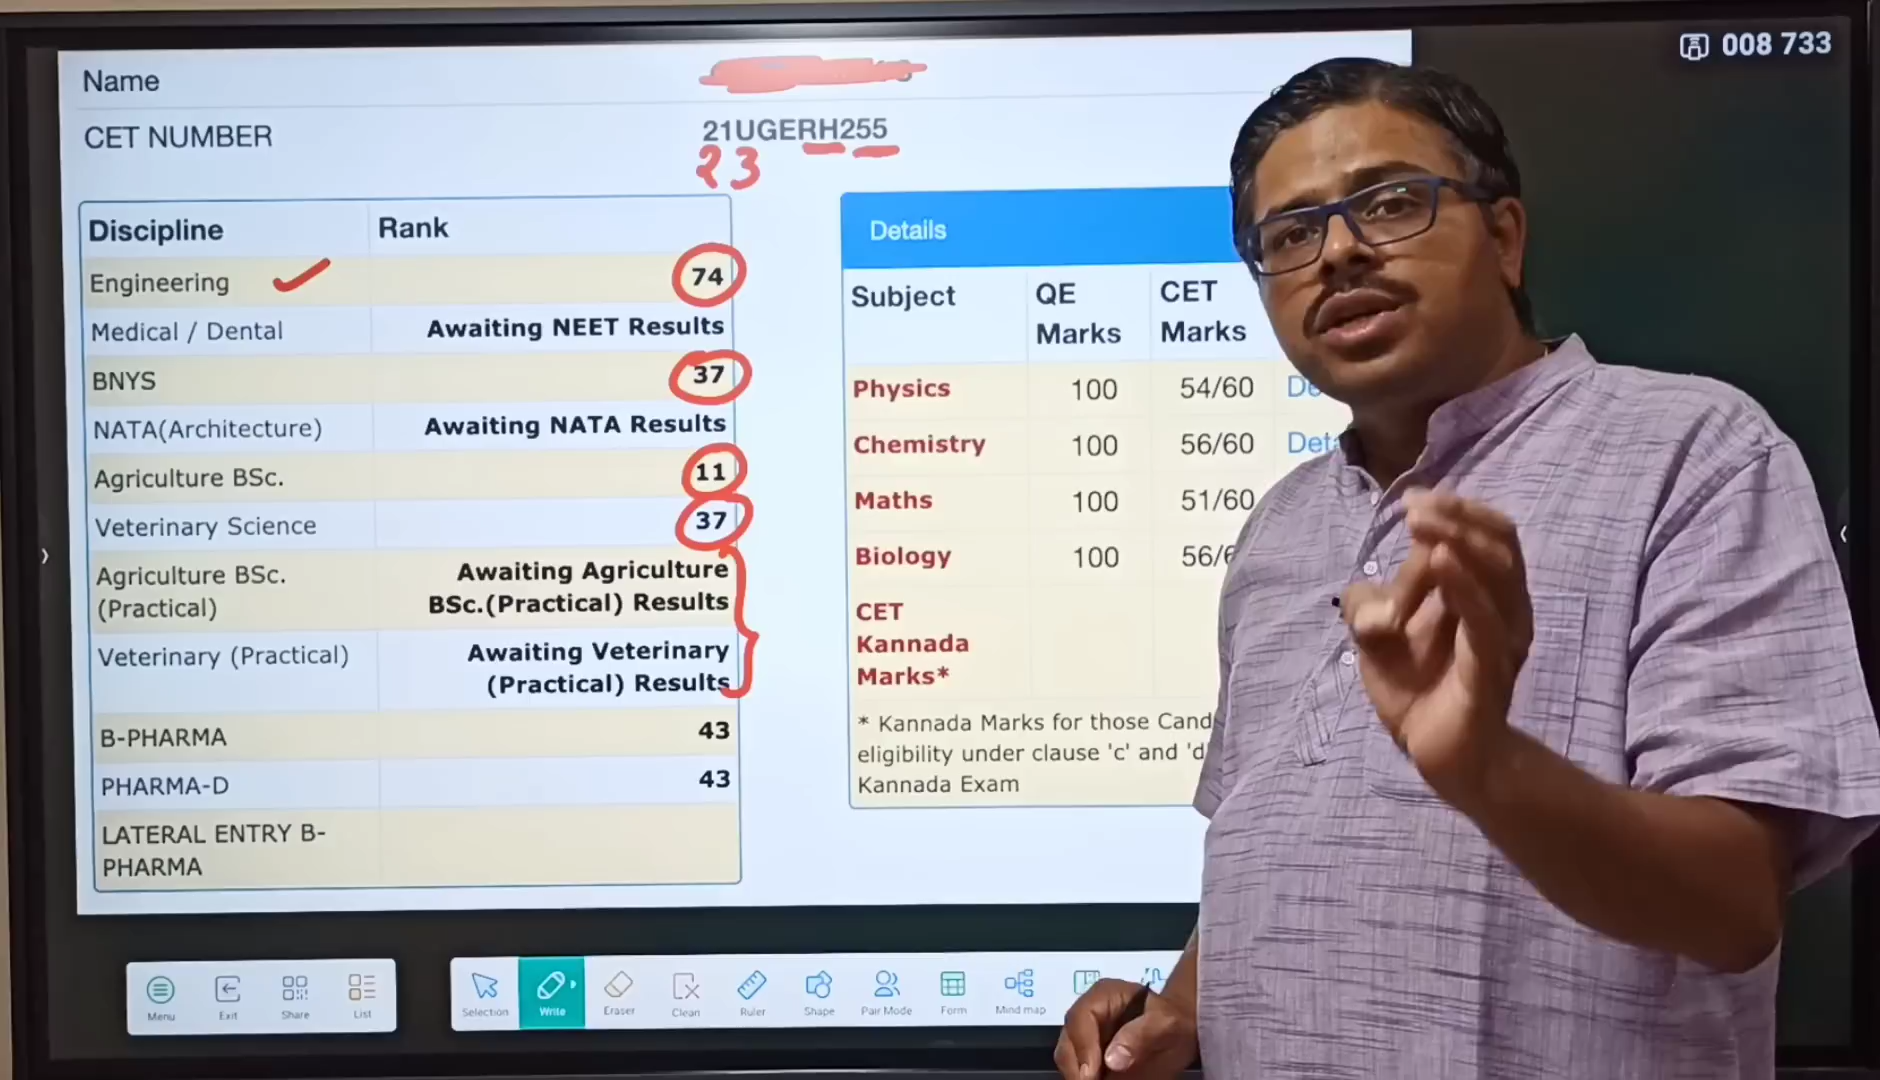 008 733
Name
CET NUMBER 21UGERH255
23
Discipline Rank
Engineering 74
Medical / Dental Awaiting NEET Results
BNYS 37
NATA(Architecture) Awaiting NATA Results
Agriculture BSc. 11
Veterinary Science 37
Agriculture BSc. Awaiting Agriculture
(Practical) BSc.(Practical) Results
Veterinary (Practical) Awaiting Veterinary
(Practical) Results
B-PHARMA 43
PHARMA-D 43
LATERAL ENTRY B-
PHARMA
Details
Subject QE CET
Marks Marks
Physics 100 54/60
Chemistry 100 56/60
Maths 100 51/60
Biology 100 56/6
CET
Kannada
Marks*
* Kannada Marks for those Cand
eligibility under clause 'c' and 'd'
Kannada Exam
Menu Exit Share List
Selection Write Eraser Clean Ruler Shape Pair Mode Form Mind map